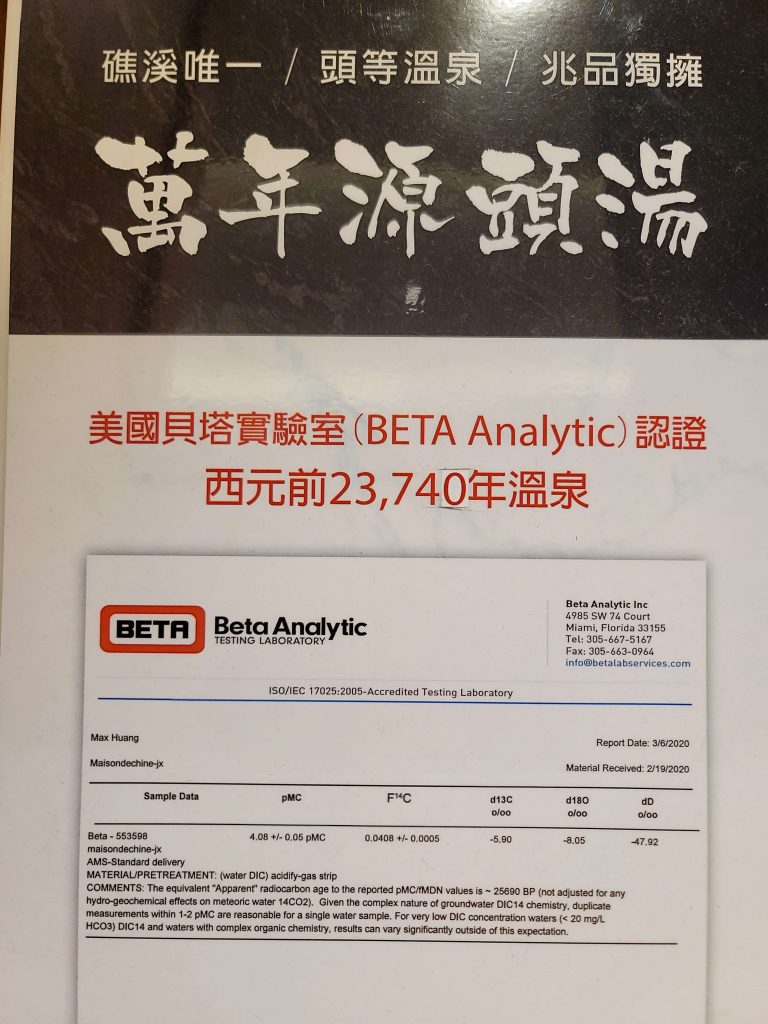 礁溪唯一 / 頭等溫泉 / 兆品獨擁
萬年源頭湯
美國貝塔實驗室（BETA Analytic）認證
西元前23,740年溫泉
BETA
Beta Analytic
TESTING LABORATORY
Beta Analytic Inc
4985 SW 74 Court
Miami, Florida 33155
Tel: 305-667-5167
Fax: 305-663-0964
info@betalabservices.com
ISO/IEC 17025:2005-Accredited Testing Laboratory
Max Huang
Report Date: 3/6/2020
Maisondechine-jx
Material Received: 2/19/2020
Sample Data pMC F¹⁴C d13C d18O dD
o/oo o/oo o/oo
Beta - 553598 4.08 +/- 0.05 pMC 0.0408 +/- 0.0005 -5.90 -8.05 -47.92
maisondechine-jx
AMS-Standard delivery
MATERIAL/PRETREATMENT: (water DIC) acidify-gas strip
COMMENTS: The equivalent "Apparent" radiocarbon age to the reported pMC/fMDN values is ~ 25690 BP (not adjusted for any
hydro-geochemical effects on meteoric water 14CO2). Given the complex nature of groundwater DIC14 chemistry, duplicate
measurements within 1-2 pMC are reasonable for a single water sample. For very low DIC concentration waters (< 20 mg/L
HCO3) DIC14 and waters with complex organic chemistry, results can vary significantly outside of this expectation.